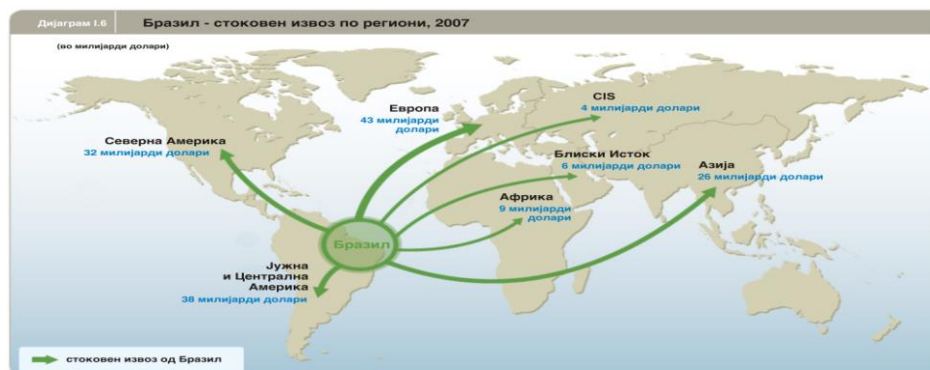 Дијаграм I.6
Бразил - стоковен извоз по региони, 2007
(во милијарди долари)
CIS
4 милијарди долари
Европа
43 милијарди
долари
Северна Америка
32 милијарди долари
Блиски Исток
6 милијарди долари
Азија
26 милијарди долари
Африка
9 милијарди
долари
Бразил
Јужна
и Централна
Америка
38 милијарди долари
стоковен извоз од Бразил